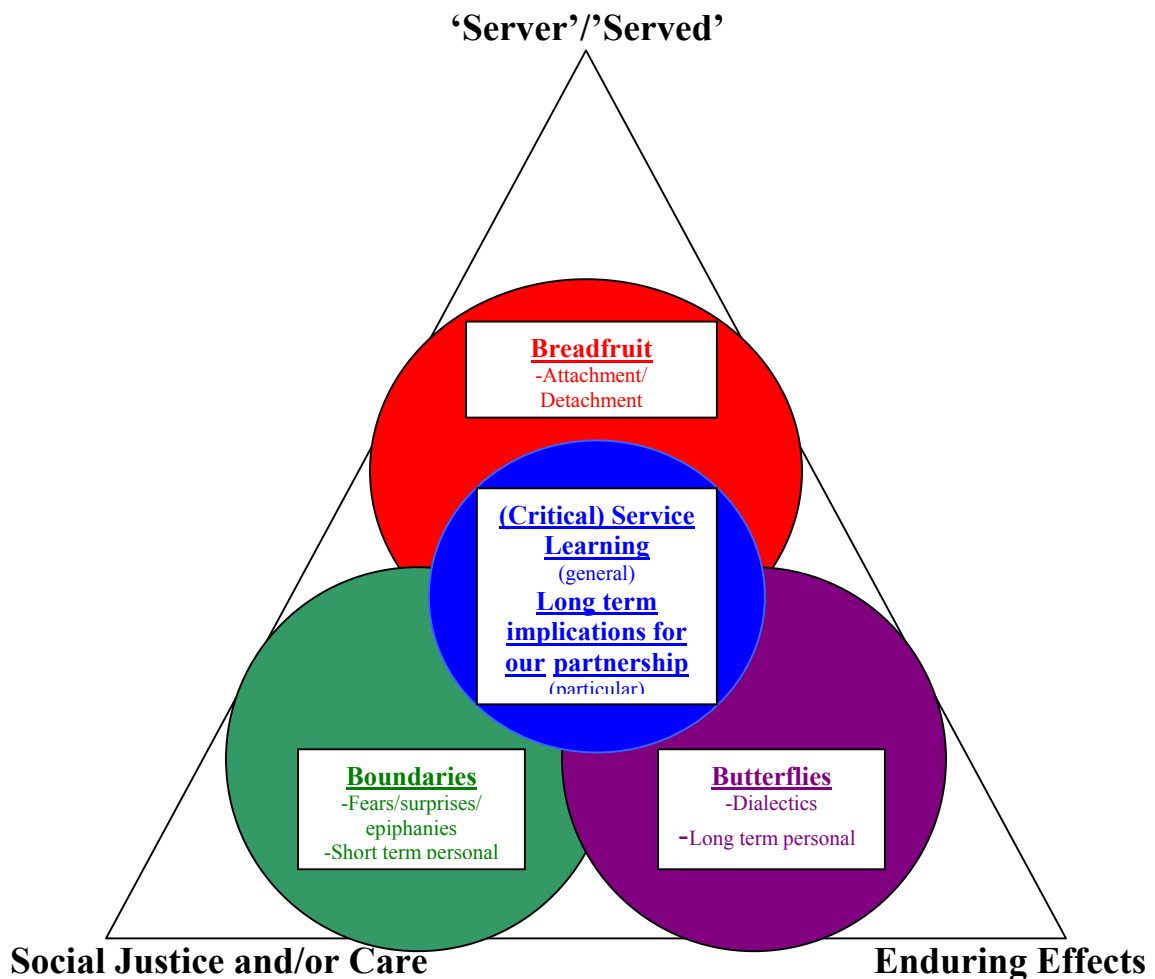 ‘Server’/’Served’
Breadfruit
-Attachment/
Detachment
(Critical) Service
Learning
(general)
Long term
implications for
our partnership
(particular)
Boundaries
-Fears/surprises/
epiphanies
-Short term personal
Butterflies
-Dialectics
-Long term personal
Social Justice and/or Care
Enduring Effects